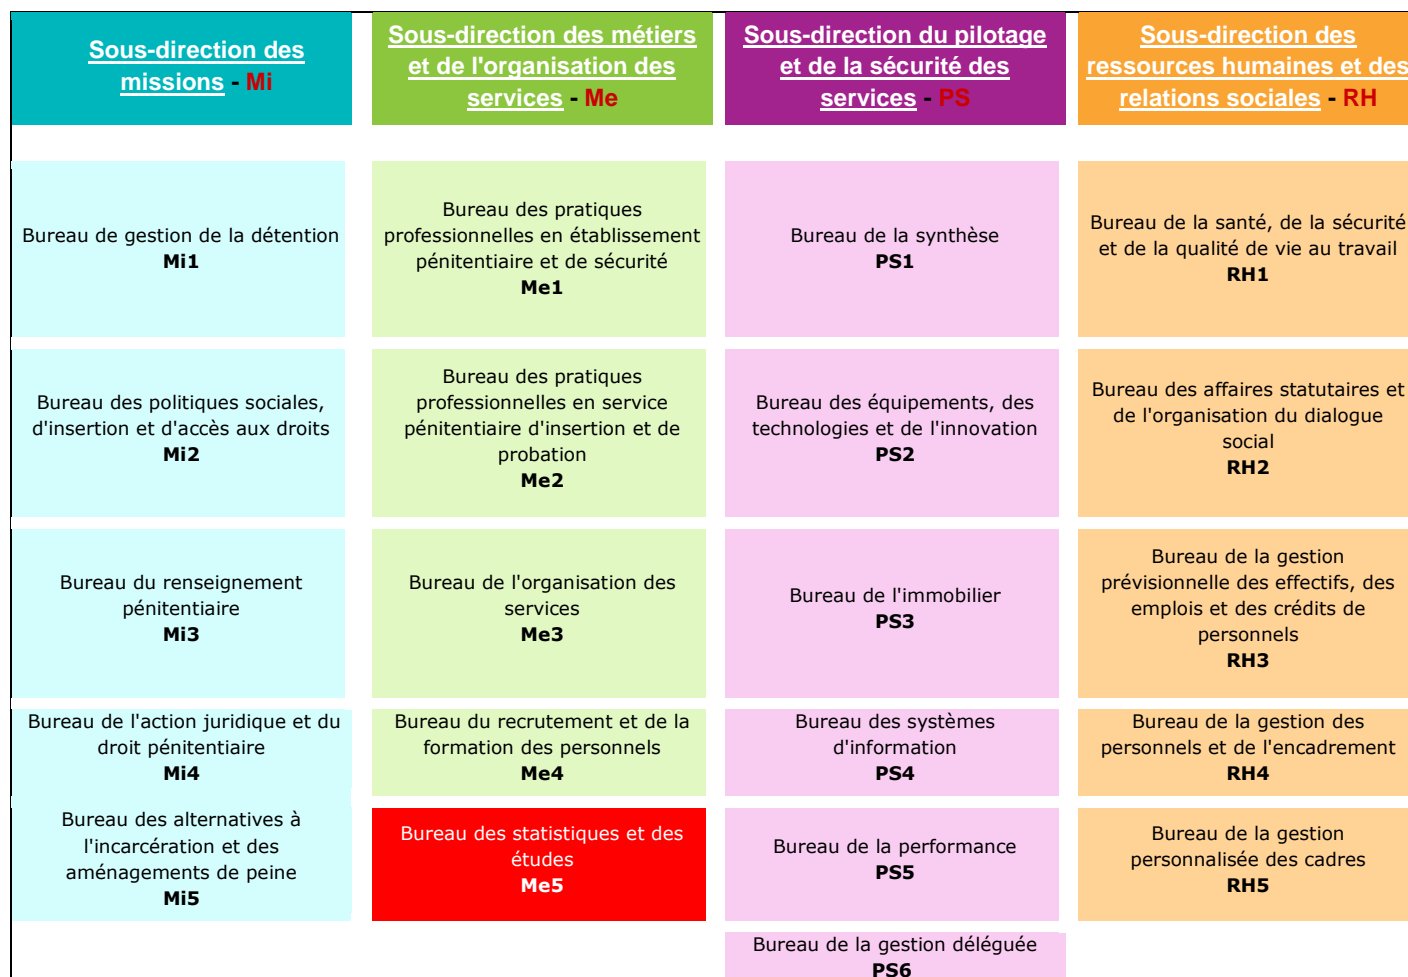 Sous-direction des
missions - Mi
Sous-direction des métiers
et de l'organisation des
services - Me
Sous-direction du pilotage
et de la sécurité des
services - PS
Sous-direction des
ressources humaines et des
relations sociales - RH
Bureau de gestion de la détention
Mi1
Bureau des pratiques
professionnelles en établissement
pénitentiaire et de sécurité
Me1
Bureau de la synthèse
PS1
Bureau de la santé, de la sécurité
et de la qualité de vie au travail
RH1
Bureau des politiques sociales,
d'insertion et d'accès aux droits
Mi2
Bureau des pratiques
professionnelles en service
pénitentiaire d'insertion et de
probation
Me2
Bureau des équipements, des
technologies et de l'innovation
PS2
Bureau des affaires statutaires et
de l'organisation du dialogue
social
RH2
Bureau du renseignement
pénitentiaire
Mi3
Bureau de l'organisation des
services
Me3
Bureau de l'immobilier
PS3
Bureau de la gestion
prévisionnelle des effectifs, des
emplois et des crédits de
personnels
RH3
Bureau de l'action juridique et du
droit pénitentiaire
Mi4
Bureau du recrutement et de la
formation des personnels
Me4
Bureau des systèmes
d'information
PS4
Bureau de la gestion des
personnels et de l'encadrement
RH4
Bureau des alternatives à
l'incarcération et des
aménagements de peine
Mi5
Bureau des statistiques et des
études
Me5
Bureau de la performance
PS5
Bureau de la gestion
personnalisée des cadres
RH5
Bureau de la gestion déléguée
PS6